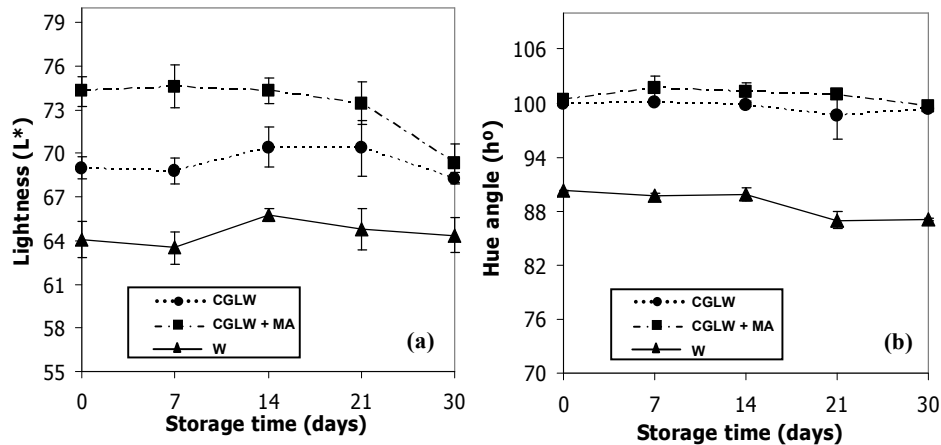 79
76
73
70
67
64
61
58
55
Lightness (L*)
0 7 14 21 30
Storage time (days)
CGLW
CGLW + MA
W
(a)
106
100
94
88
82
76
70
Hue angle (hº)
0 7 14 21 30
Storage time (days)
CGLW
CGLW + MA
W
(b)